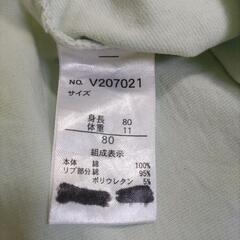 NO. V207021
サイズ
身長 80
体重 11
80
組成表示
本体 綿 100%
リブ部分 綿 95%
ポリウレタン 5%